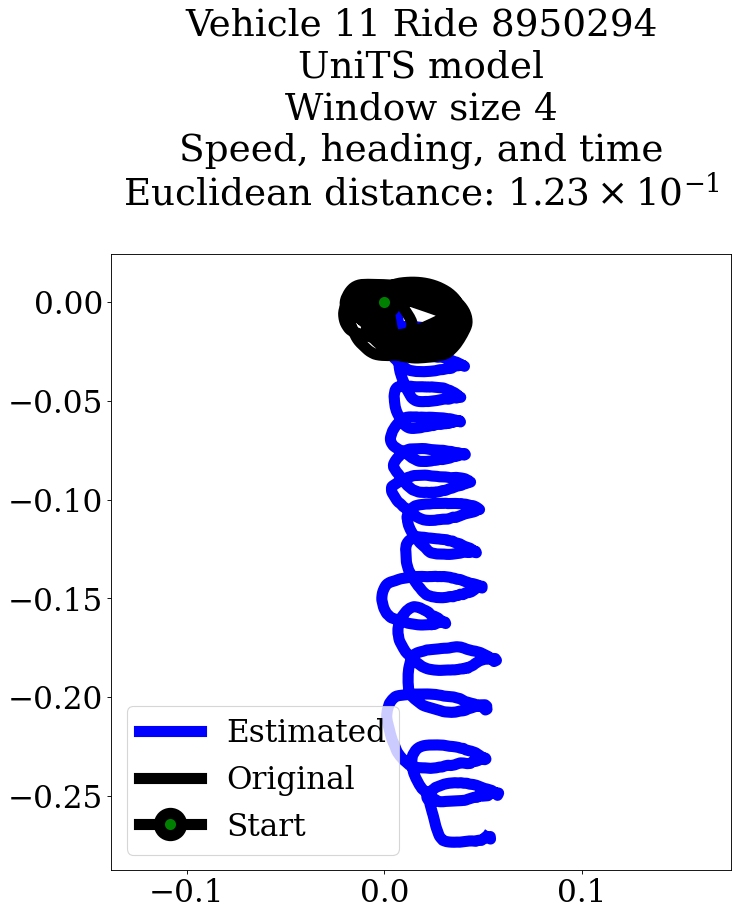 Vehicle 11 Ride 8950294
UniTS model
Window size 4
Speed, heading, and time
Euclidean distance: $1.23 \times 10^{-1}$
0.00
−0.05
−0.10
−0.15
−0.20
−0.25
Estimated
Original
Start
−0.1
0.0
0.1